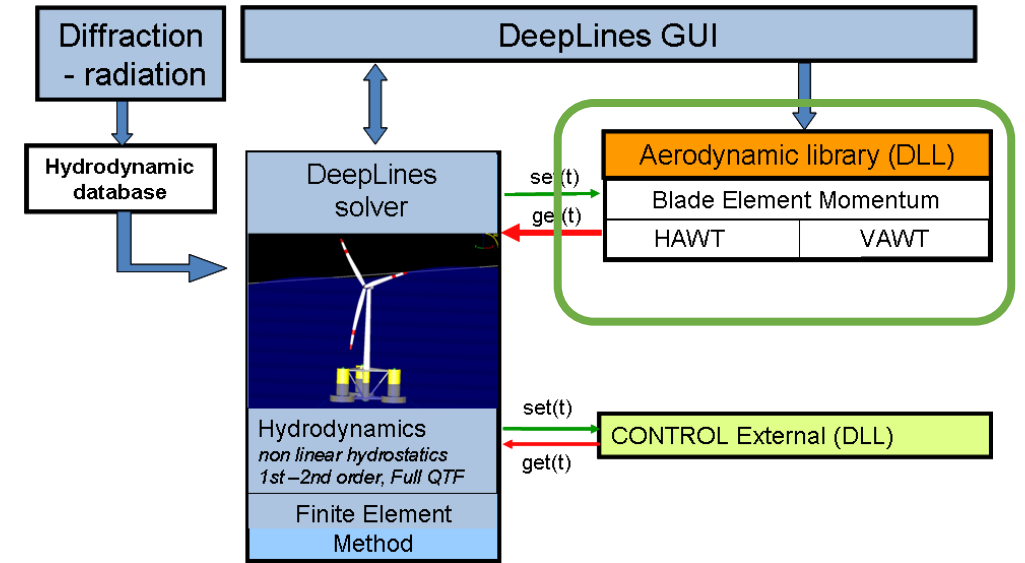 Diffraction
- radiation
DeepLines GUI
Hydrodynamic
database
DeepLines
solver
set(t)
get(t)
Aerodynamic library (DLL)
Blade Element Momentum
HAWT
VAWT
Hydrodynamics
non linear hydrostatics
1st –2nd order, Full QTF
set(t)
get(t)
CONTROL External (DLL)
Finite Element
Method